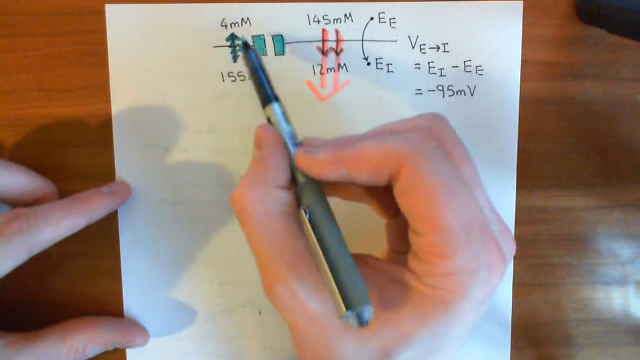 4mM
145mM
E_E
155
12mM
E_I
V_E→I
= E_I - E_E
= -95mV